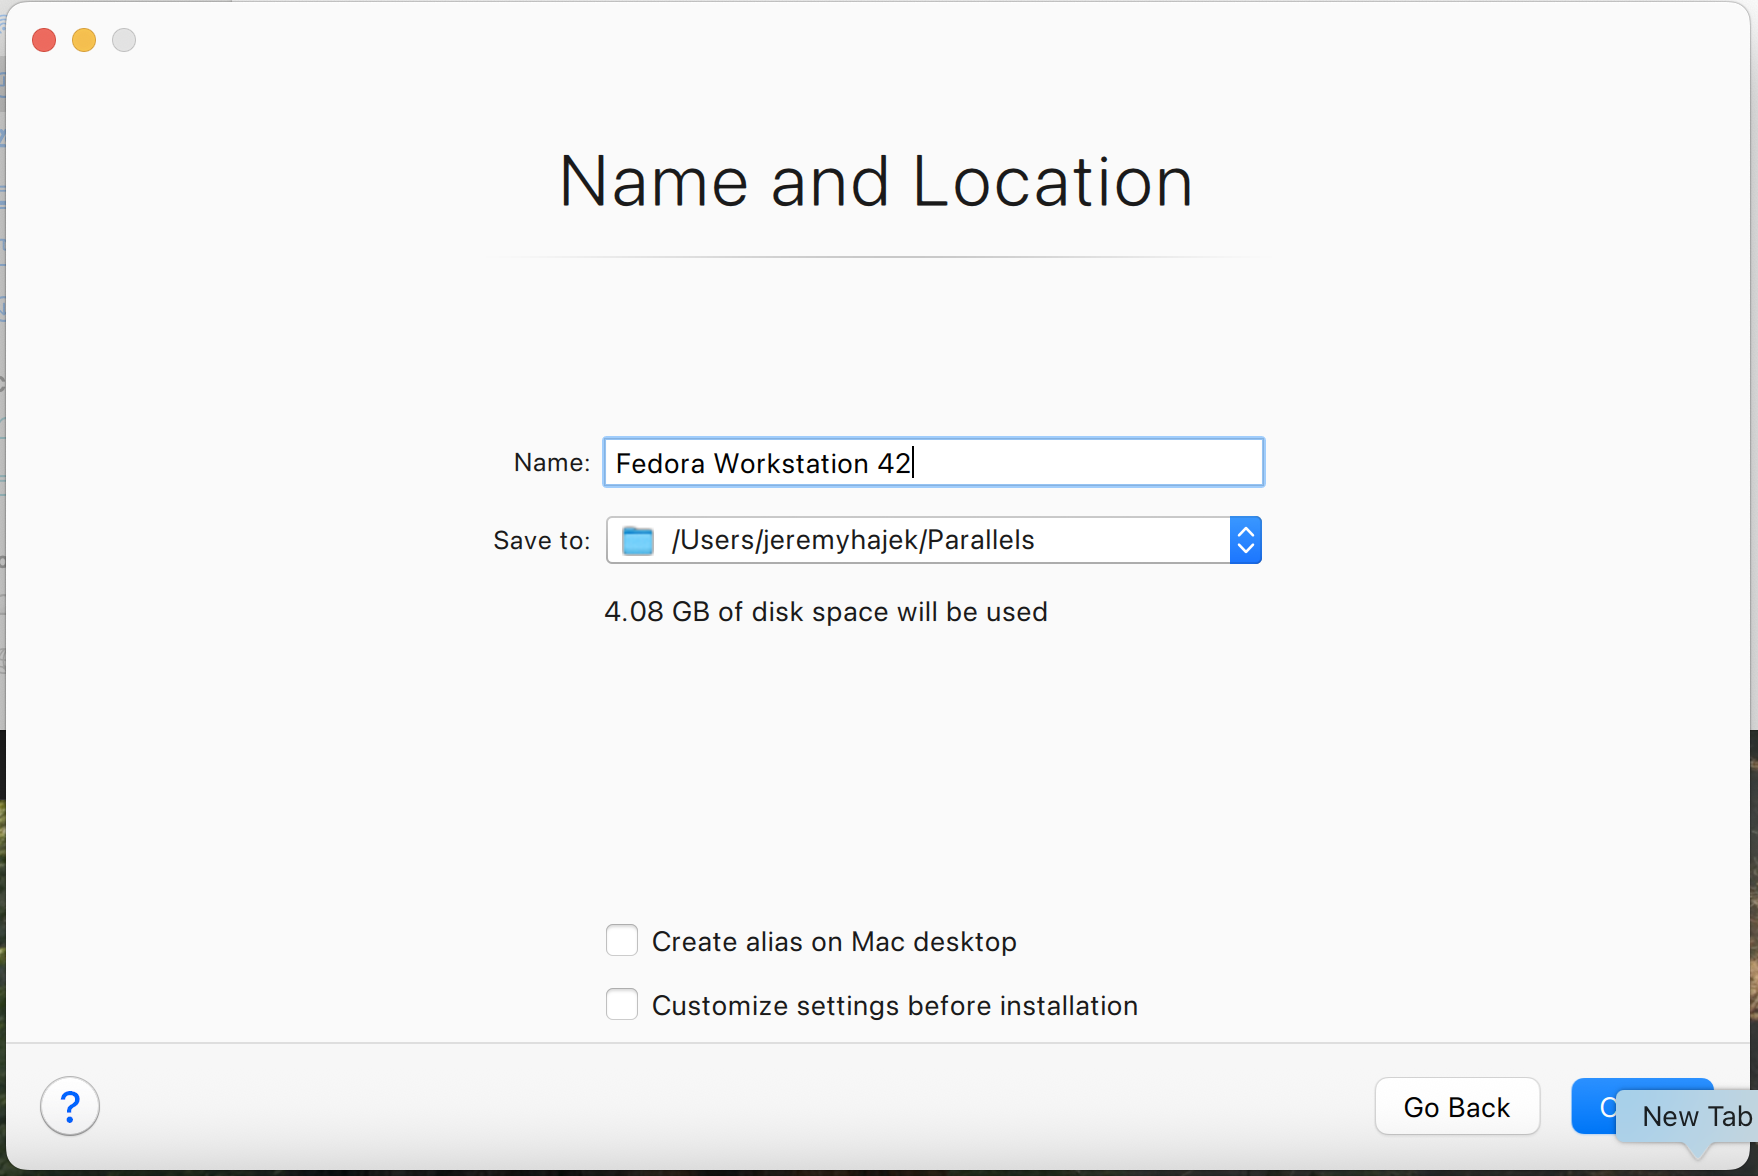 Name and Location
Name: Fedora Workstation 42
Save to: /Users/jeremyhajek/Parallels
4.08 GB of disk space will be used
Create alias on Mac desktop
Customize settings before installation
? Go Back
New Tab